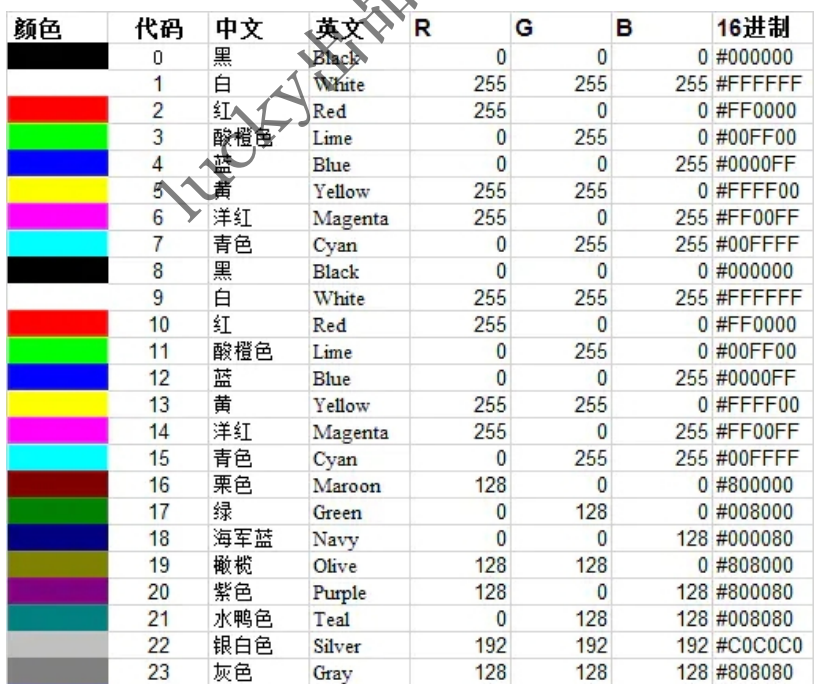 颜色 代码 中文 英文 R G B 16进制
0 黑 Black 0 0 0 #000000
1 白 White 255 255 255 #FFFFFF
2 红 Red 255 0 0 #FF0000
3 酸橙色 Lime 0 255 0 #00FF00
4 蓝 Blue 0 0 255 #0000FF
5 黄 Yellow 255 255 0 #FFFF00
6 洋红 Magenta 255 0 255 #FF00FF
7 青色 Cyan 0 255 255 #00FFFF
8 黑 Black 0 0 0 #000000
9 白 White 255 255 255 #FFFFFF
10 红 Red 255 0 0 #FF0000
11 酸橙色 Lime 0 255 0 #00FF00
12 蓝 Blue 0 0 255 #0000FF
13 黄 Yellow 255 255 0 #FFFF00
14 洋红 Magenta 255 0 255 #FF00FF
15 青色 Cyan 0 255 255 #00FFFF
16 栗色 Maroon 128 0 0 #800000
17 绿 Green 0 128 0 #008000
18 海军蓝 Navy 0 0 128 #000080
19 橄榄 Olive 128 128 0 #808000
20 紫色 Purple 128 0 128 #800080
21 水鸭色 Teal 0 128 128 #008080
22 银白色 Silver 192 192 192 #C0C0C0
23 灰色 Gray 128 128 128 #808080
lucky出品